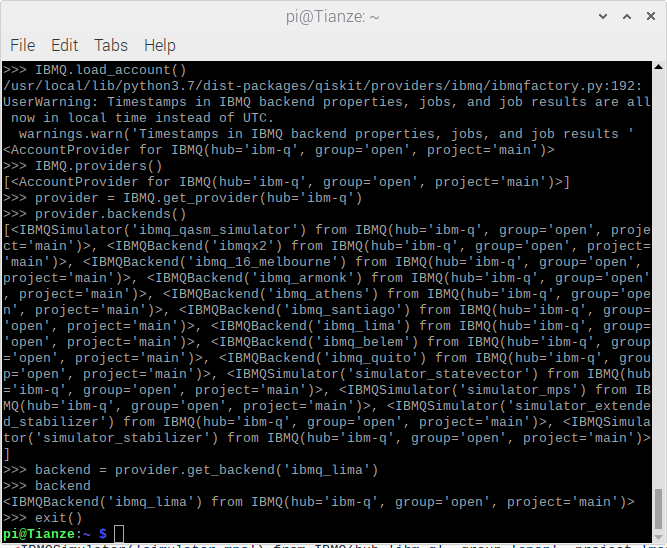 pi@Tianze: ~
File Edit Tabs Help
>>> IBMQ.load_account()
/usr/local/lib/python3.7/dist-packages/qiskit/providers/ibmq/ibmqfactory.py:192:
UserWarning: Timestamps in IBMQ backend properties, jobs, and job results are all
 now in local time instead of UTC.
  warnings.warn('Timestamps in IBMQ backend properties, jobs, and job results '
<AccountProvider for IBMQ(hub='ibm-q', group='open', project='main')>
>>> IBMQ.providers()
[<AccountProvider for IBMQ(hub='ibm-q', group='open', project='main')>]
>>> provider = IBMQ.get_provider(hub='ibm-q')
>>> provider.backends()
[<IBMQSimulator('ibmq_qasm_simulator') from IBMQ(hub='ibm-q', group='open', proje
ct='main')>, <IBMQBackend('ibmqx2') from IBMQ(hub='ibm-q', group='open', project=
'main')>, <IBMQBackend('ibmq_16_melbourne') from IBMQ(hub='ibm-q', group='open',
project='main')>, <IBMQBackend('ibmq_armonk') from IBMQ(hub='ibm-q', group='open'
, project='main')>, <IBMQBackend('ibmq_athens') from IBMQ(hub='ibm-q', group='ope
n', project='main')>, <IBMQBackend('ibmq_santiago') from IBMQ(hub='ibm-q', group=
'open', project='main')>, <IBMQBackend('ibmq_lima') from IBMQ(hub='ibm-q', group=
'open', project='main')>, <IBMQBackend('ibmq_belem') from IBMQ(hub='ibm-q', group
='open', project='main')>, <IBMQBackend('ibmq_quito') from IBMQ(hub='ibm-q', grou
p='open', project='main')>, <IBMQSimulator('simulator_statevector') from IBMQ(hub
='ibm-q', group='open', project='main')>, <IBMQSimulator('simulator_mps') from IB
MQ(hub='ibm-q', group='open', project='main')>, <IBMQSimulator('simulator_extende
d_stabilizer') from IBMQ(hub='ibm-q', group='open', project='main')>, <IBMQSimula
tor('simulator_stabilizer') from IBMQ(hub='ibm-q', group='open', project='main')>
]
>>> backend = provider.get_backend('ibmq_lima')
>>> backend
<IBMQBackend('ibmq_lima') from IBMQ(hub='ibm-q', group='open', project='main')>
>>> exit()
pi@Tianze:~ $